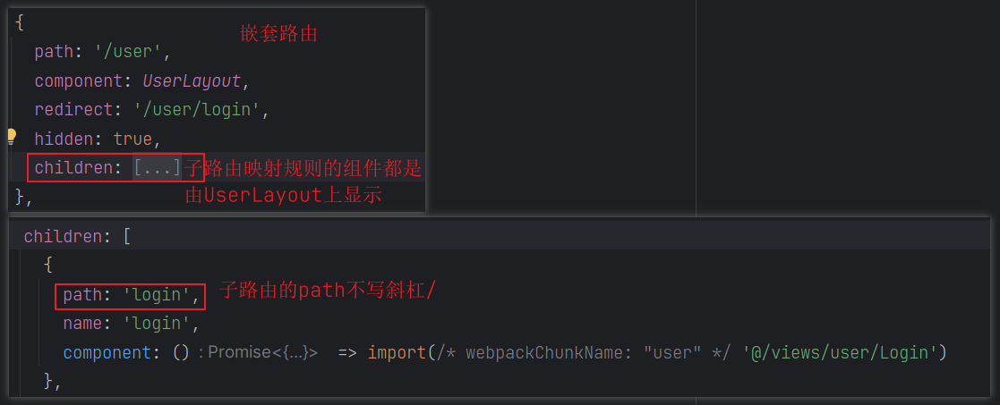 {
嵌套路由
path: '/user',
component: UserLayout,
redirect: '/user/login',
hidden: true,
children: [...] 子路由映射规则的组件都是
由UserLayout上显示
},
children: [
{
path: 'login', 子路由的path不写斜杠/
name: 'login',
component: () : Promise<{...}> => import(/* webpackChunkName: "user" */ '@/views/user/Login')
},